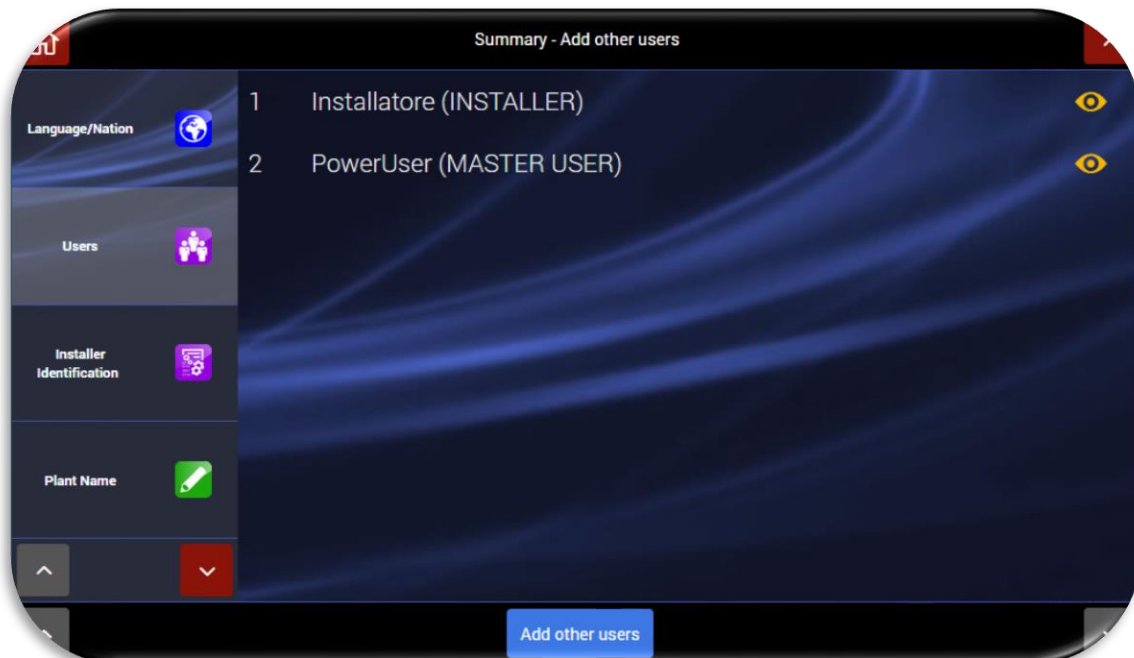 Summary - Add other users
Language/Nation
1 Installatore (INSTALLER)
2 PowerUser (MASTER USER)
Users
Installer
Identification
Plant Name
Add other users